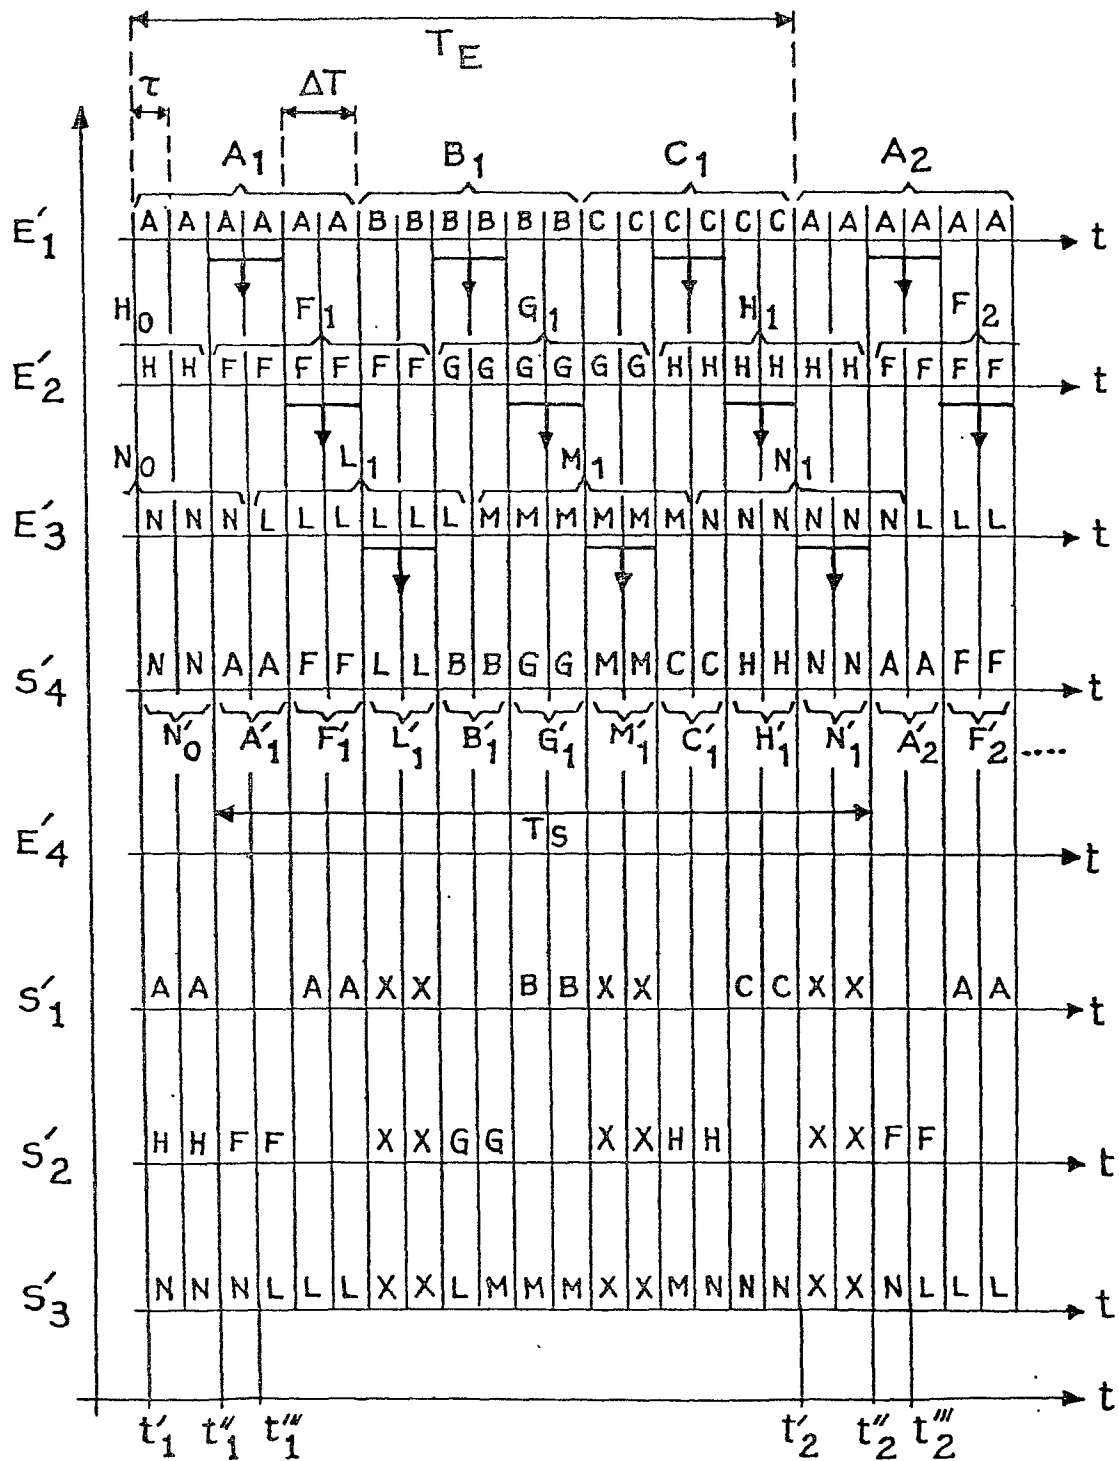 T_E
τ ΔT
A₁ B₁ C₁ A₂
E'₁ A A A A A A B B B B B B C C C C C C A A A A A A t
H₀ F₁ G₁ H₁ F₂
E'₂ H H F F F F F F G G G G G G H H H H H H F F F F t
N₀ L₁ M₁ N₁
E'₃ N N N L L L L L L M M M M M M N N N N N N L L L t
S'₄ N N A A F F L L B B G G M M C C H H N N A A F F t
N'₀ A'₁ F'₁ L'₁ B'₁ G'₁ M'₁ C'₁ H'₁ N'₁ A'₂ F'₂ ....
T_S
E'₄ t
S'₁ A A A A X X B B X X C C X X A A t
S'₂ H H F F X X G G X X H H X X F F t
S'₃ N N N L L L X X L M M M X X M N N N X X N L L L t
t
t'₁ t''₁ t'''₁ t'₂ t''₂ t'''₂